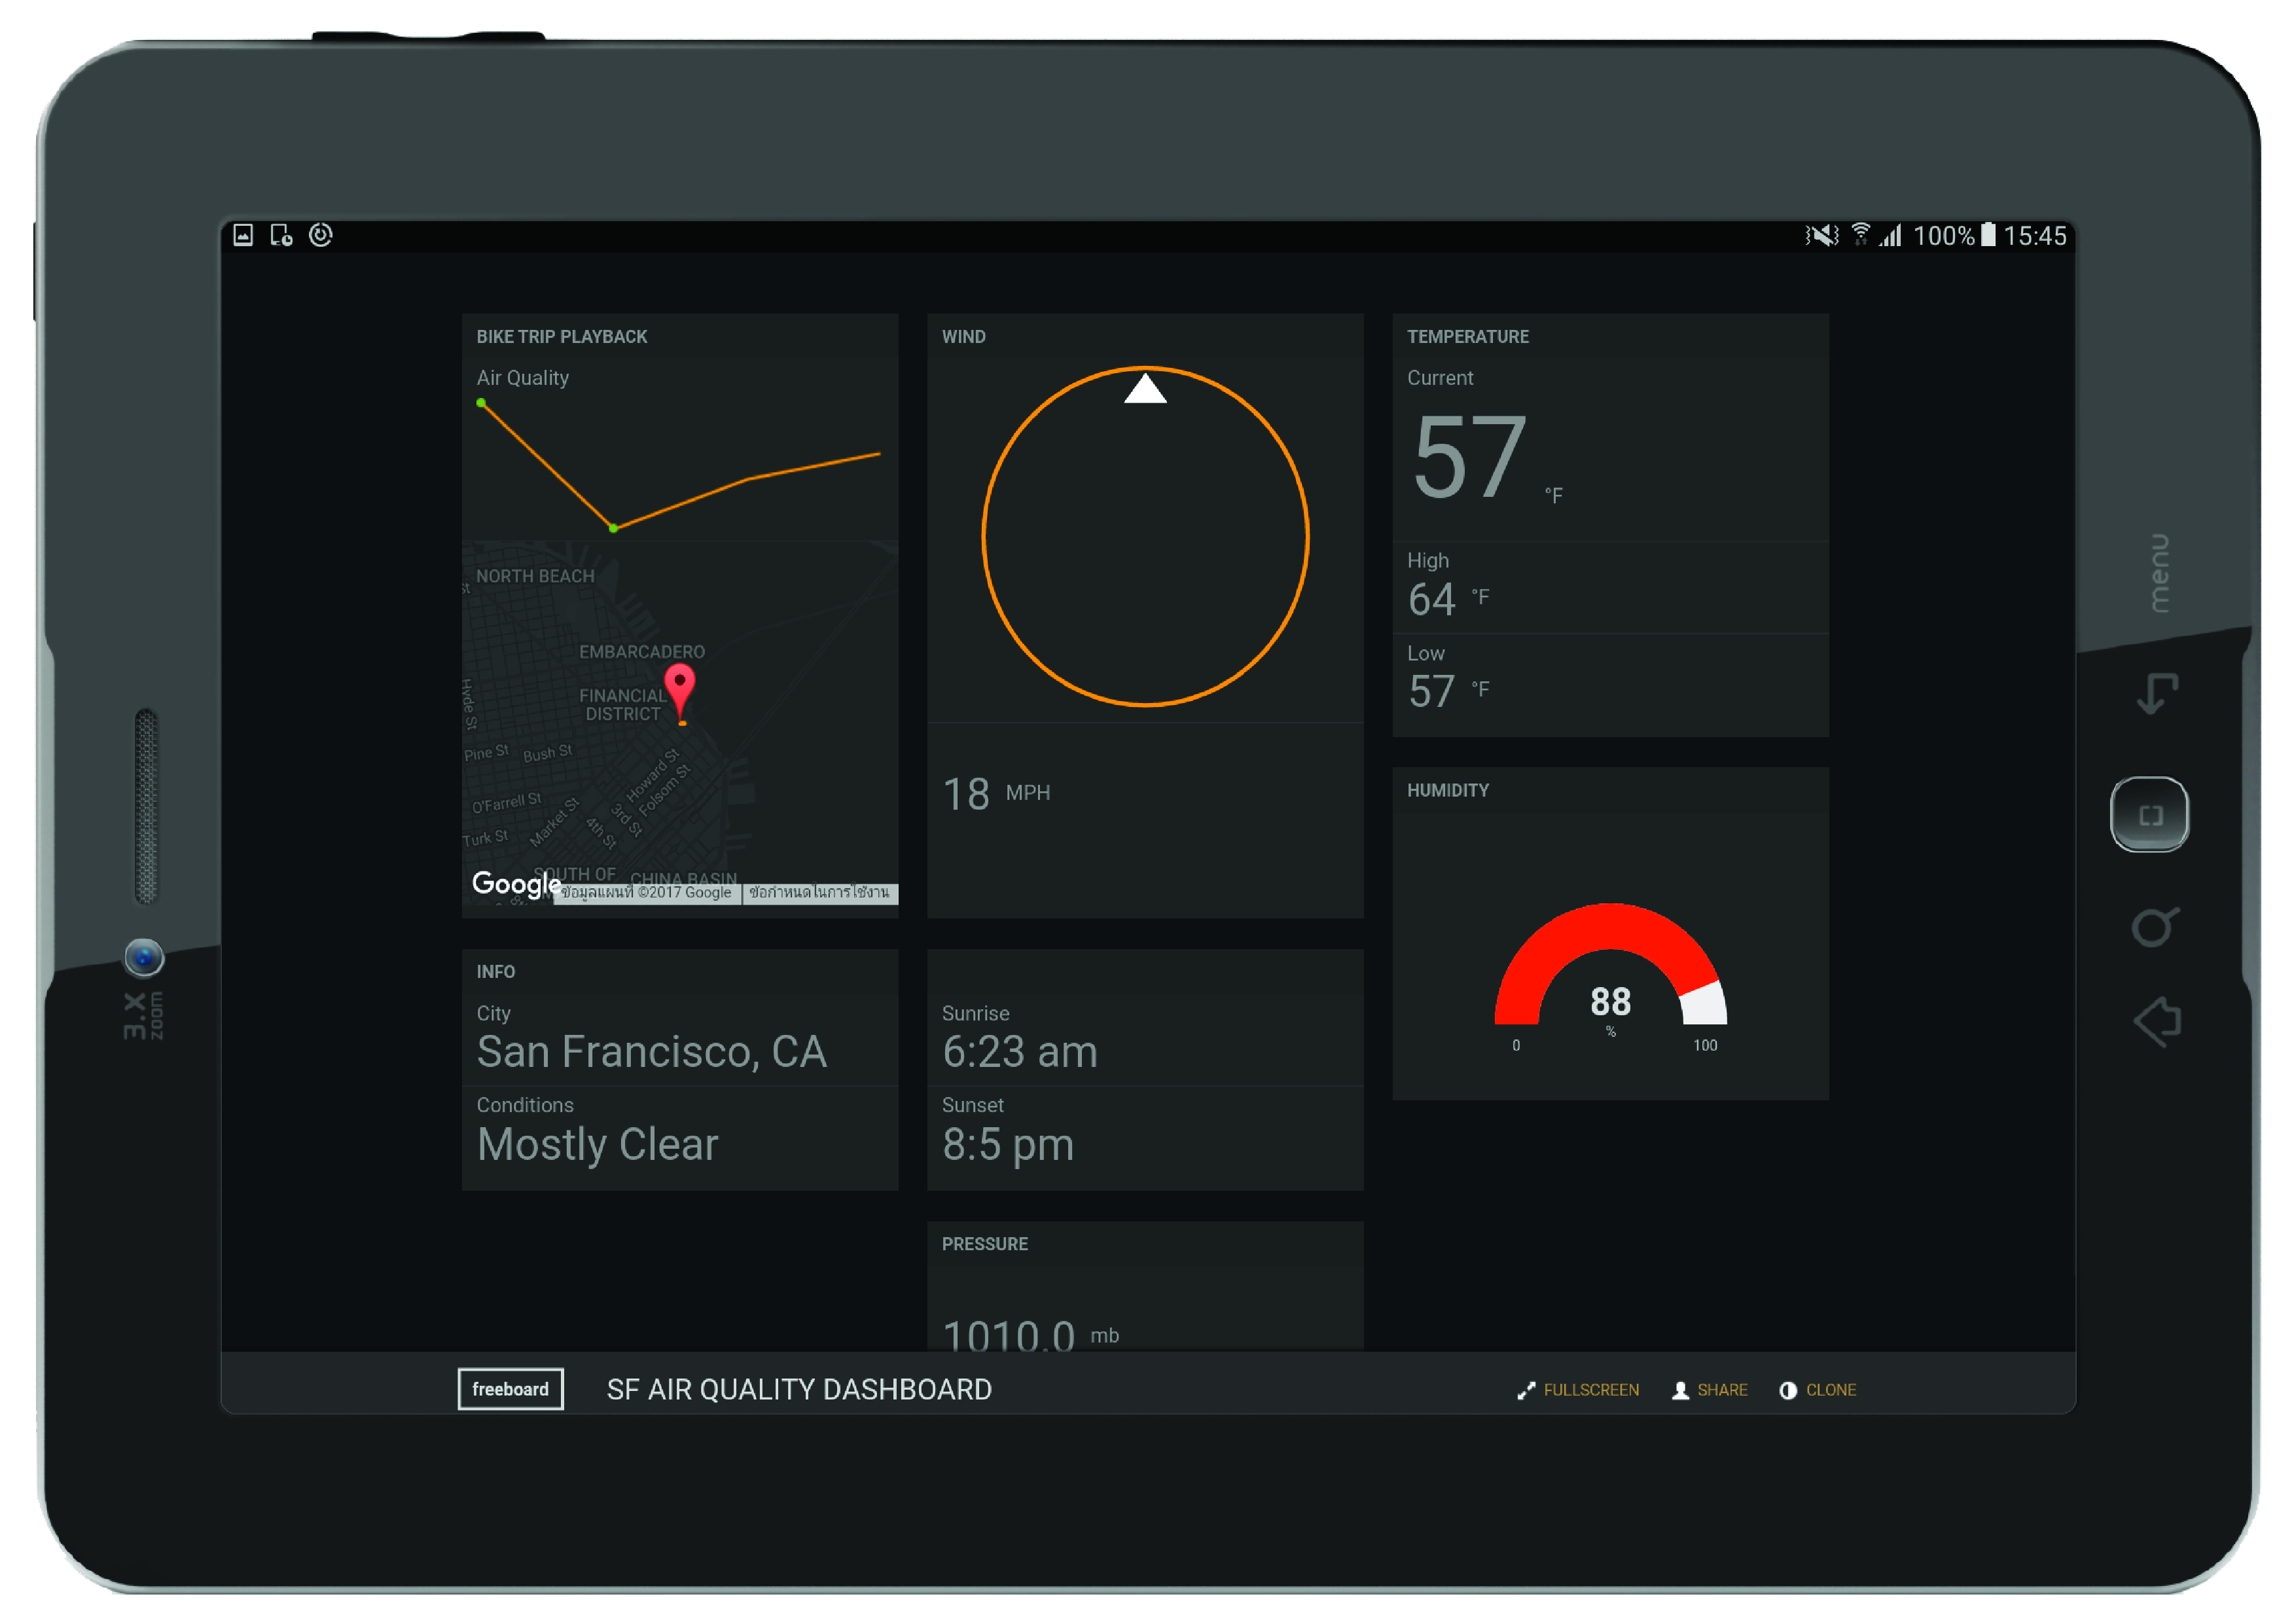 100% 15:45
BIKE TRIP PLAYBACK
Air Quality
NORTH BEACH
St
EMBARCADERO
FINANCIAL
DISTRICT
Hyde St
Pine St
Bush St
Howard St
Folsom St
O'Farrell St
Market St
3rd St
4th St
Turk St
SOUTH OF
CHINA BASIN
Google
ข้อมูลแผนที่ ©2017 Google
ข้อกำหนดในการใช้งาน
WIND
18 MPH
TEMPERATURE
Current
57 °F
High
64 °F
Low
57 °F
HUMIDITY
88
%
0
100
INFO
City
San Francisco, CA
Conditions
Mostly Clear
Sunrise
6:23 am
Sunset
8:5 pm
PRESSURE
1010.0 mb
freeboard
SF AIR QUALITY DASHBOARD
FULLSCREEN
SHARE
CLONE
menu
3.X
zoom